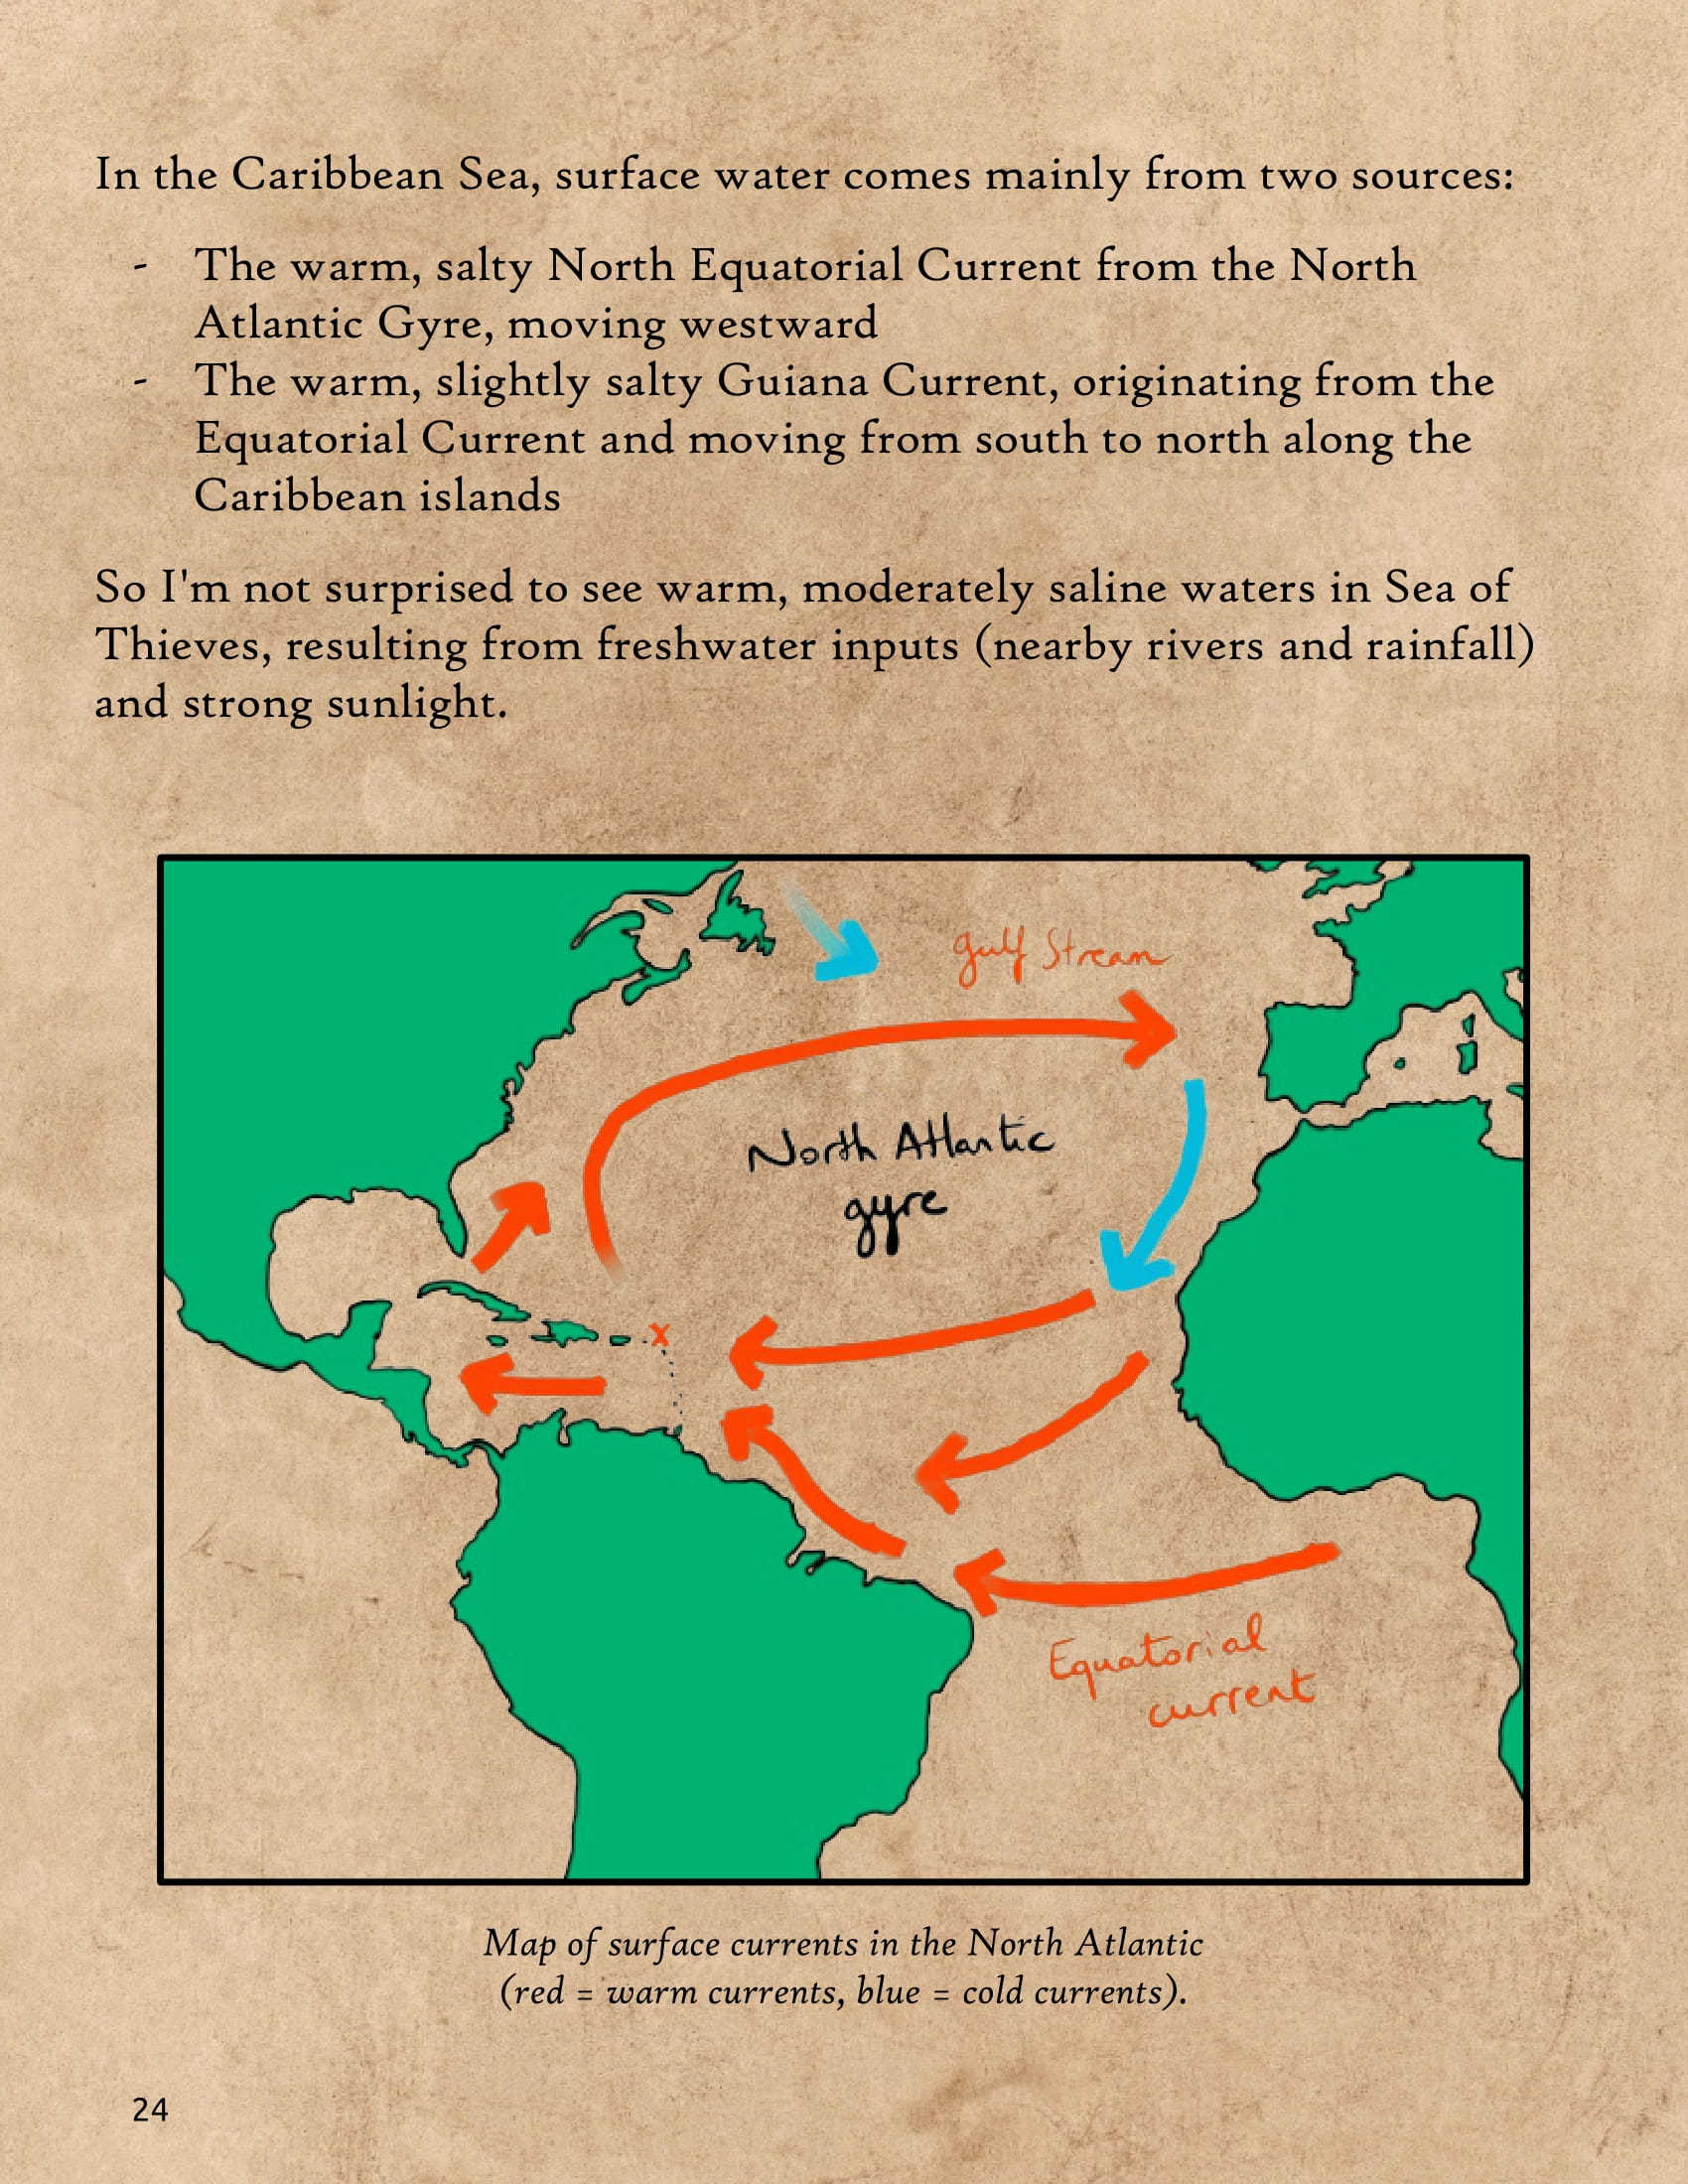 In the Caribbean Sea, surface water comes mainly from two sources:
- The warm, salty North Equatorial Current from the North
Atlantic Gyre, moving westward
- The warm, slightly salty Guiana Current, originating from the
Equatorial Current and moving from south to north along the
Caribbean islands
So I'm not surprised to see warm, moderately saline waters in Sea of
Thieves, resulting from freshwater inputs (nearby rivers and rainfall)
and strong sunlight.
gulf Stream
North Atlantic
gyre
x
Equatorial
current
Map of surface currents in the North Atlantic
(red = warm currents, blue = cold currents).
24